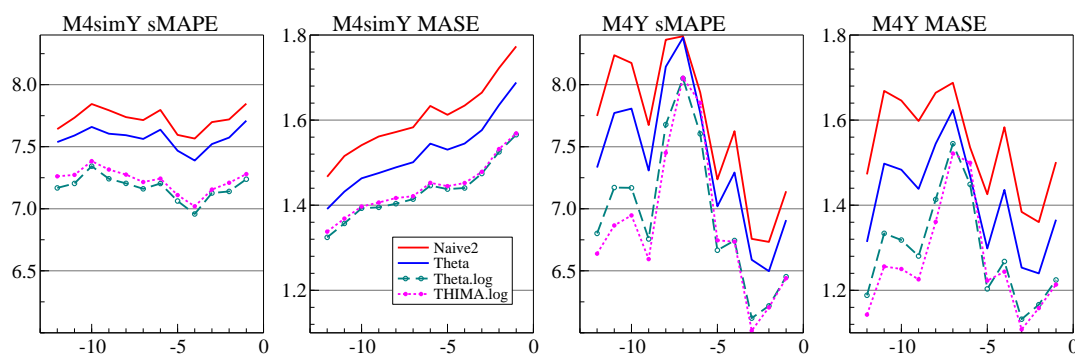 M4simY sMAPE
M4simY MASE
M4Y sMAPE
M4Y MASE
8.0
7.5
7.0
6.5
1.8
1.6
1.4
1.2
8.0
7.5
7.0
6.5
1.8
1.6
1.4
1.2
Naive2
Theta
Theta.log
THIMA.log
-10 -5 0
-10 -5 0
-10 -5 0
-10 -5 0